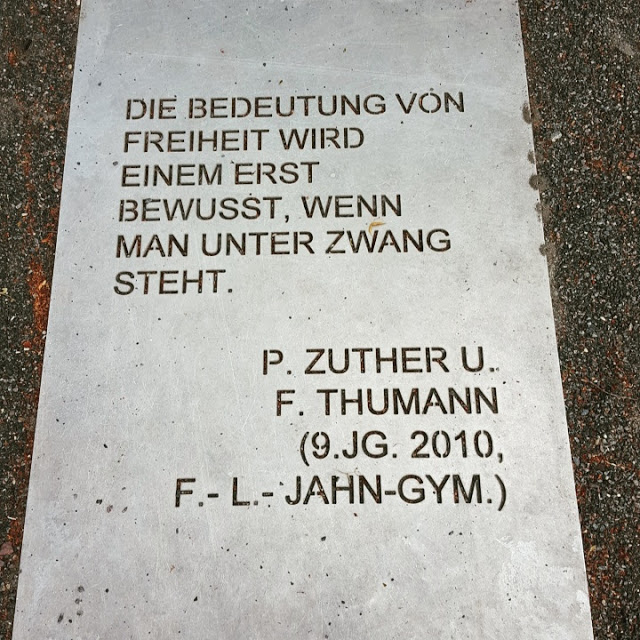 DIE BEDEUTUNG VON
FREIHEIT WIRD
EINEM ERST
BEWUSST, WENN
MAN UNTER ZWANG
STEHT.
P. ZUTHER U.
F. THUMANN
(9.JG. 2010,
F.- L.- JAHN-GYM.)